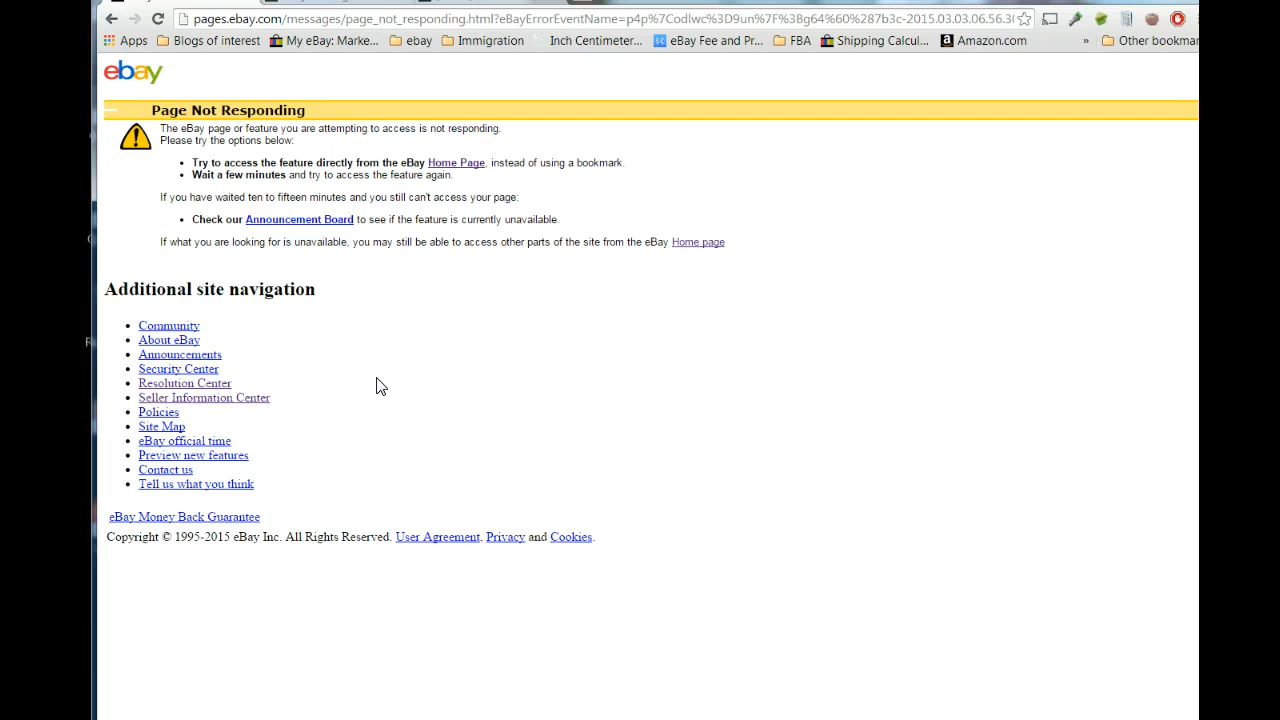 pages.ebay.com/messages/page_not_responding.html?eBayErrorEventName=p4p%7Codlwc%3D9un%7F%3Bg64%60%287b3c-2015.03.03.06.56.3
Apps Blogs of interest My eBay: Marke... ebay Immigration Inch Centimeter... eBay Fee and Pr... FBA Shipping Calcul... Amazon.com » Other bookmar
ebay
Page Not Responding
The eBay page or feature you are attempting to access is not responding.
Please try the options below:
• Try to access the feature directly from the eBay Home Page, instead of using a bookmark.
• Wait a few minutes and try to access the feature again.
If you have waited ten to fifteen minutes and you still can't access your page:
• Check our Announcement Board to see if the feature is currently unavailable.
If what you are looking for is unavailable, you may still be able to access other parts of the site from the eBay Home page
Additional site navigation
• Community
• About eBay
• Announcements
• Security Center
• Resolution Center
• Seller Information Center
• Policies
• Site Map
• eBay official time
• Preview new features
• Contact us
• Tell us what you think
eBay Money Back Guarantee
Copyright © 1995-2015 eBay Inc. All Rights Reserved. User Agreement, Privacy and Cookies.